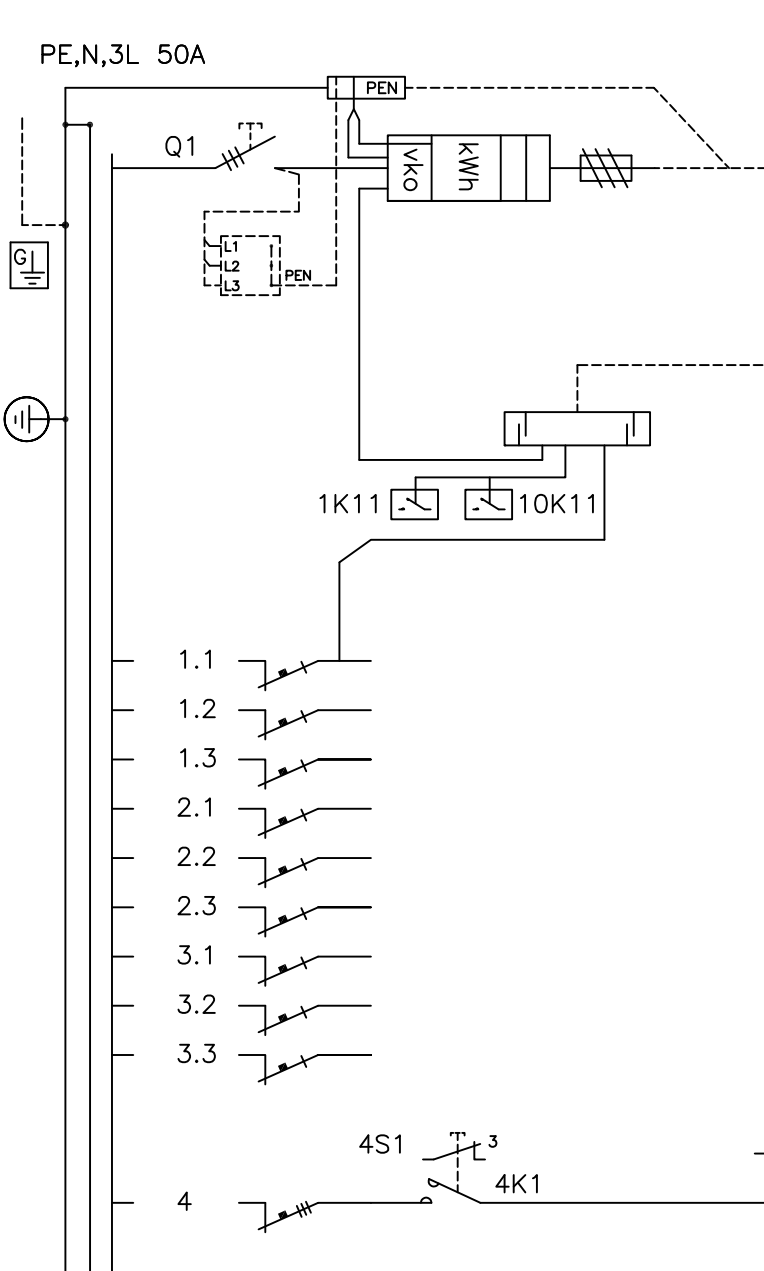 PE,N,3L 50A
PEN
Q1
vko
kWh
L1
G
L2
PEN
L3
1K11
10K11
1.1
1.2
1.3
2.1
2.2
2.3
3.1
3.2
3.3
4S1
3
4K1
4